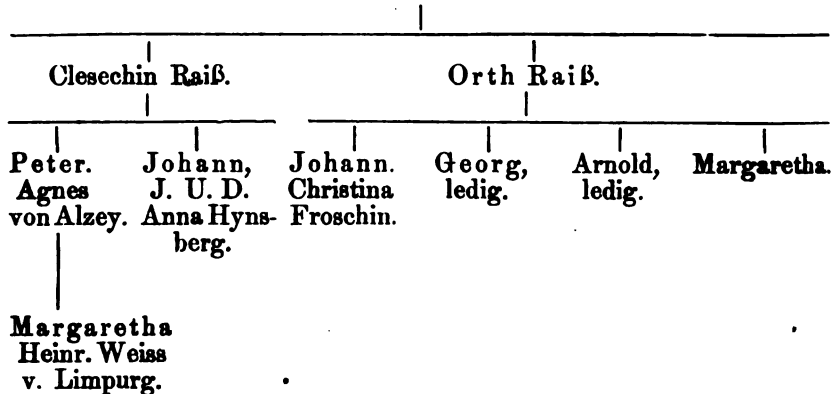 Clesechin Raiß.
Orth Raiß.
Peter.
Agnes
von Alzey.
Johann,
J. U. D.
Anna Hyns-
berg.
Johann.
Christina
Froschin.
Georg,
ledig.
Arnold,
ledig.
Margaretha.
Margaretha
Heinr. Weiss
v. Limpurg.